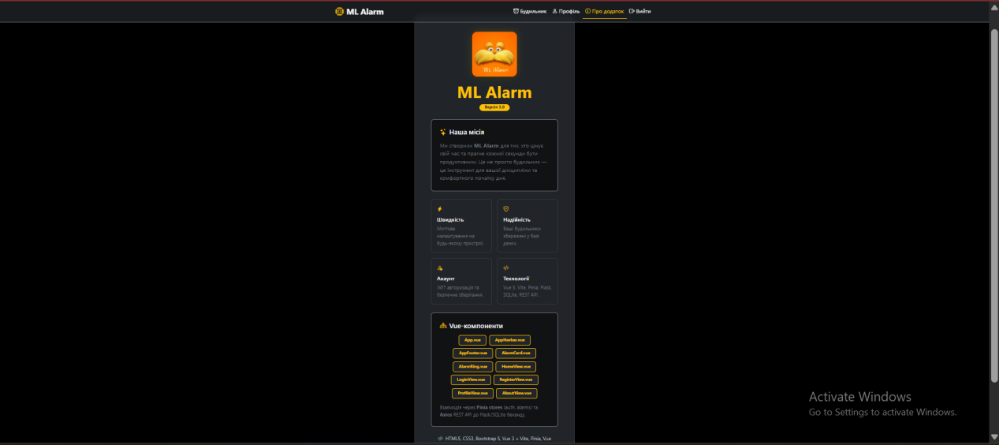 ML Alarm
Будильник
Профіль
Про додаток
Вийти
ML Alarm
ML Alarm
Версія 3.0
Наша місія
Ми створили ML Alarm для тих, хто цінує
свій час та прагне кожної секунди бути
продуктивним. Це не просто будильник —
це інструмент для вашої дисципліни та
комфортного початку дня.
Швидкість
Миттєве
налаштування на
будь-якому пристрої.
Надійність
Ваші будильники
збережені у базі
даних.
Акаунт
JWT авторизація та
безпечне зберігання.
Технології
Vue 3, Vite, Pinia, Flask,
SQLite, REST API.
Vue-компоненти
App.vue
AppNavbar.vue
AppFooter.vue
AlarmCard.vue
AlarmRing.vue
HomeView.vue
LoginView.vue
RegisterView.vue
ProfileView.vue
AboutView.vue
Взаємодія через Pinia stores (auth, alarms) та
Axios REST API до Flask/SQLite бекенду.
HTML5, CSS3, Bootstrap 5, Vue 3 + Vite, Pinia, Vue
Activate Windows
Go to Settings to activate Windows.